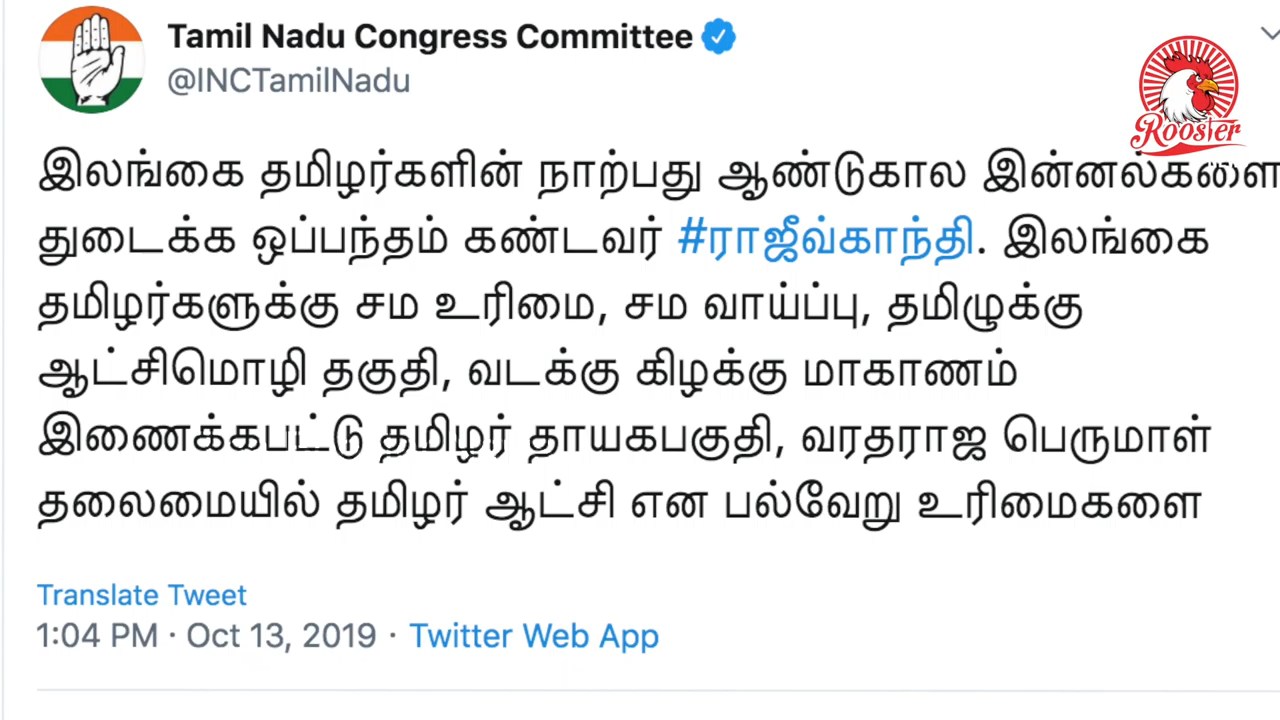 Tamil Nadu Congress Committee
@INCTamilNadu
Rooster
இலங்கை தமிழர்களின் நாற்பது ஆண்டுகால இன்னல்களை
துடைக்க ஒப்பந்தம் கண்டவர் #ராஜீவ்காந்தி. இலங்கை
தமிழர்களுக்கு சம உரிமை, சம வாய்ப்பு, தமிழுக்கு
ஆட்சிமொழி தகுதி, வடக்கு கிழக்கு மாகாணம்
இணைக்கபட்டு தமிழர் தாயகபகுதி, வரதராஜ பெருமாள்
தலைமையில் தமிழர் ஆட்சி என பல்வேறு உரிமைகளை
Translate Tweet
1:04 PM · Oct 13, 2019 · Twitter Web App